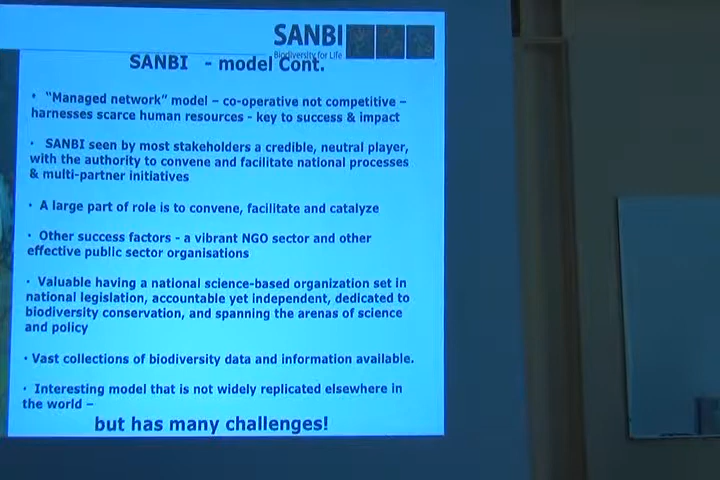 SANBI
Biodiversity for Life
SANBI - model Cont.
· "Managed network" model – co-operative not competitive –
harnesses scarce human resources - key to success & impact
· SANBI seen by most stakeholders a credible, neutral player,
with the authority to convene and facilitate national processes
& multi-partner initiatives
· A large part of role is to convene, facilitate and catalyze
· Other success factors - a vibrant NGO sector and other
effective public sector organisations
· Valuable having a national science-based organization set in
national legislation, accountable yet independent, dedicated to
biodiversity conservation, and spanning the arenas of science
and policy
· Vast collections of biodiversity data and information available.
· Interesting model that is not widely replicated elsewhere in
the world –
but has many challenges!